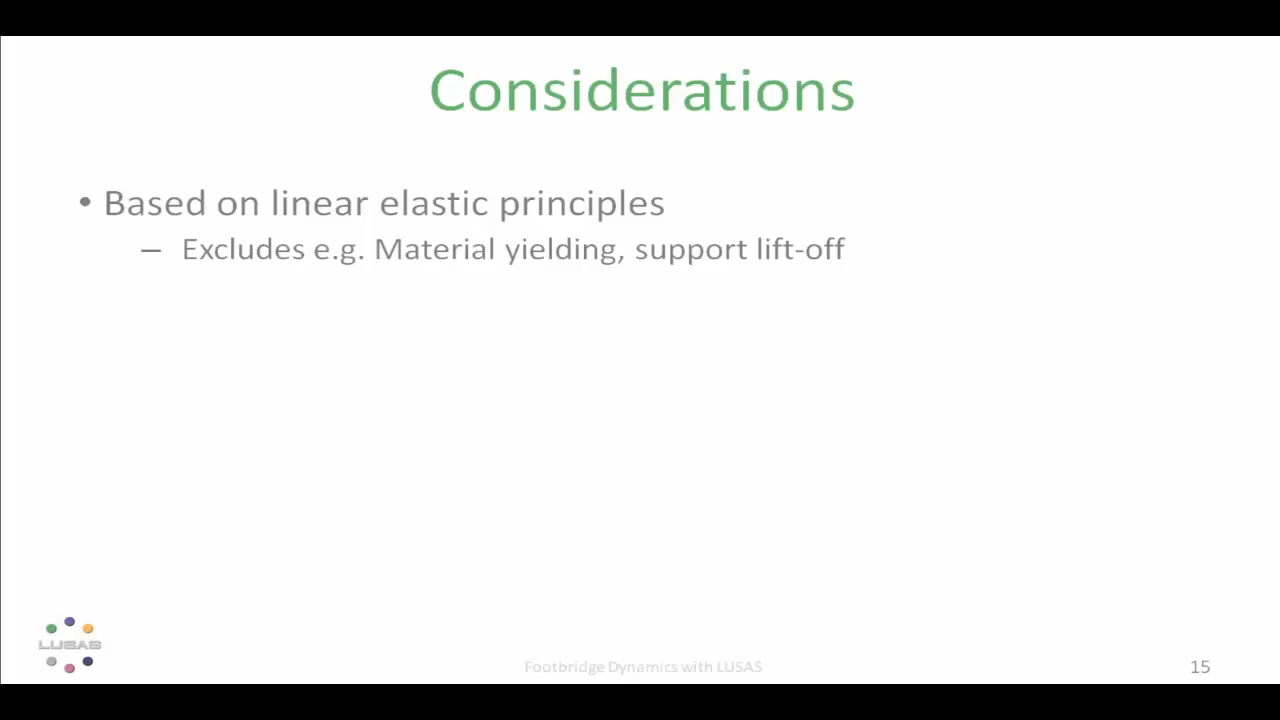 Considerations
• Based on linear elastic principles
– Excludes e.g. Material yielding, support lift-off
LUSAS
Footbridge Dynamics with LUSAS
15